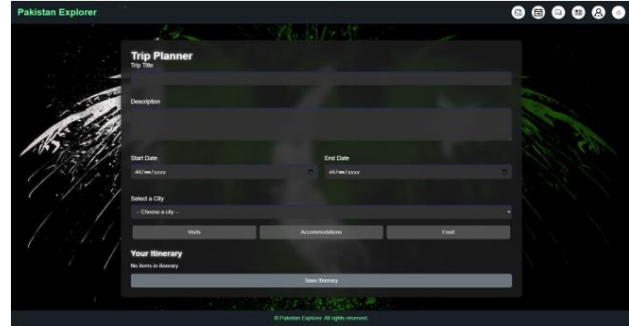 Pakistan Explorer
Trip Planner
Trip Title
Description
Start Date End Date
dd/mm/yyyy dd/mm/yyyy
Select a City
-- Choose a city --
Visits Accommodations Food
Your Itinerary
No items in itinerary
Save Itinerary
© Pakistan Explorer. All rights reserved.